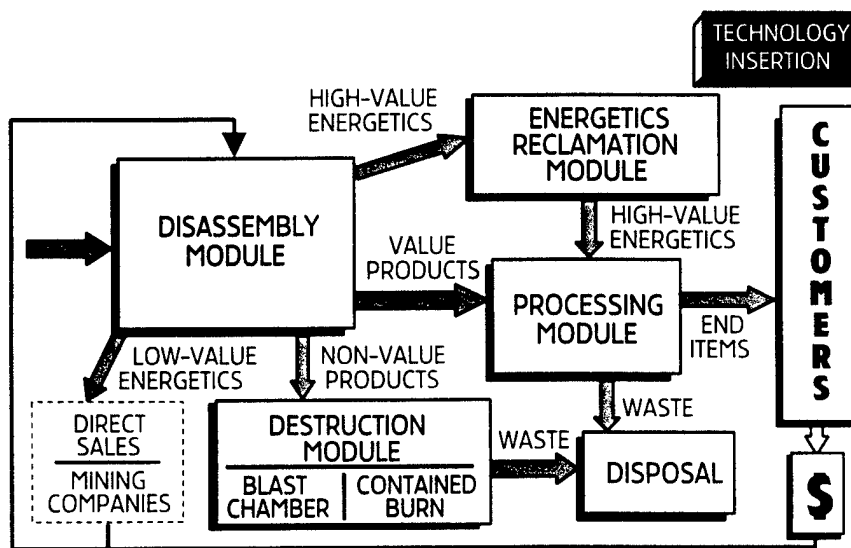 TECHNOLOGY
INSERTION
HIGH-VALUE
ENERGETICS
ENERGETICS
RECLAMATION
MODULE
CUSTOMERS
DISASSEMBLY
MODULE
HIGH-VALUE
ENERGETICS
VALUE
PRODUCTS
PROCESSING
MODULE
END
ITEMS
LOW-VALUE
ENERGETICS
NON-VALUE
PRODUCTS
WASTE
DIRECT
SALES
MINING
COMPANIES
DESTRUCTION
MODULE
BLAST
CHAMBER
CONTAINED
BURN
WASTE
DISPOSAL
$